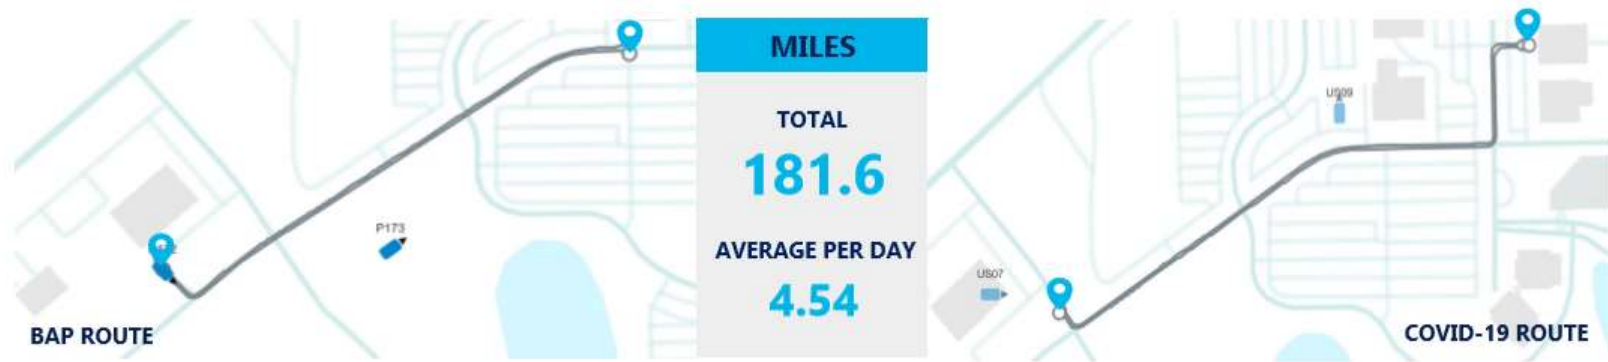 P173
BAP ROUTE
MILES
TOTAL
181.6
AVERAGE PER DAY
4.54
US09
US07
COVID-19 ROUTE